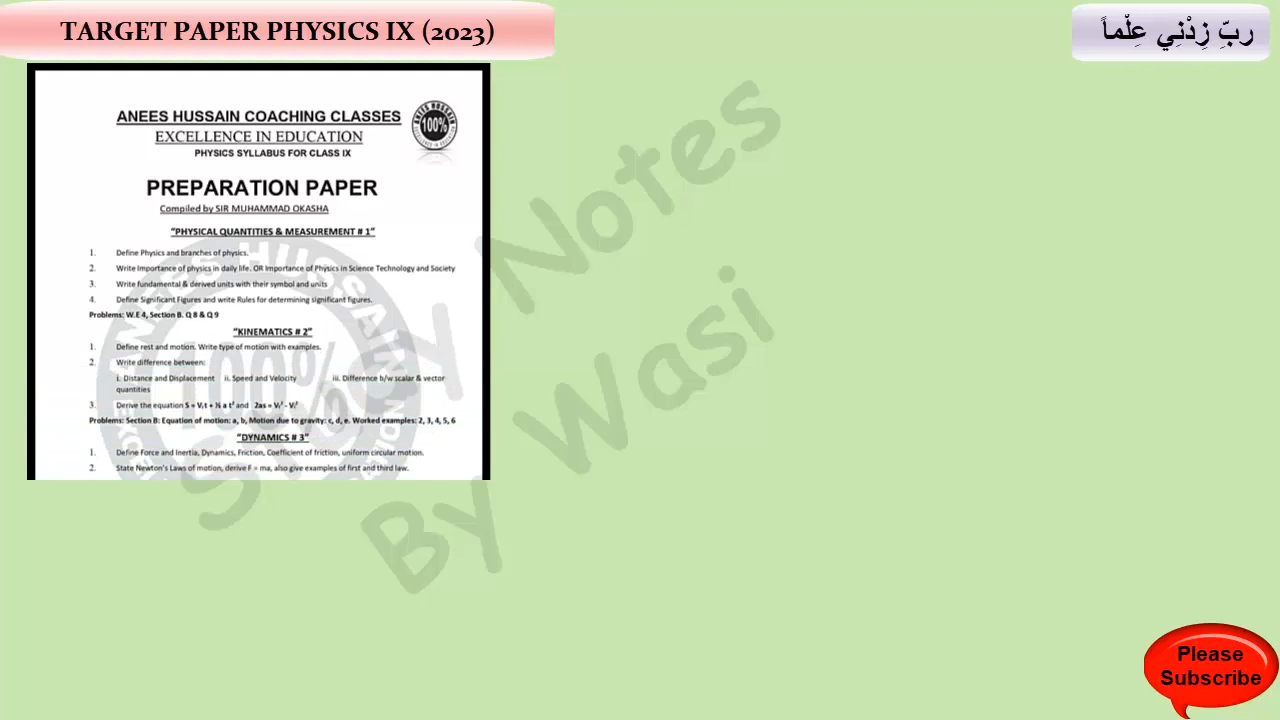 TARGET PAPER PHYSICS IX (2023)
ربِّ زِدْنِي عِلْماً
ANEES HUSSAIN COACHING CLASSES
EXCELLENCE IN EDUCATION
PHYSICS SYLLABUS FOR CLASS IX
ANEES HUSSAIN
100%
PREPARATION PAPER
Compiled by SIR MUHAMMAD OKASHA
“PHYSICAL QUANTITIES & MEASUREMENT # 1”
1. Define Physics and branches of physics.
2. Write Importance of physics in daily life. OR Importance of Physics in Science Technology and Society
3. Write fundamental & derived units with their symbol and units
4. Define Significant Figures and write Rules for determining significant figures.
Problems: W.E 4, Section B. Q 8 & Q 9
“KINEMATICS # 2”
1. Define rest and motion. Write type of motion with examples.
2. Write difference between:
i. Distance and Displacement ii. Speed and Velocity iii. Difference b/w scalar & vector
quantities
3. Derive the equation S = Vᵢt + ½ a t² and 2as = Vf² - Vᵢ²
Problems: Section B: Equation of motion: a, b, Motion due to gravity: c, d, e. Worked examples: 2, 3, 4, 5, 6
“DYNAMICS # 3”
1. Define Force and Inertia, Dynamics, Friction, Coefficient of friction, uniform circular motion.
2. State Newton's Laws of motion, derive F = ma, also give examples of first and third law.
Study Notes
By Wasi
Please
Subscribe